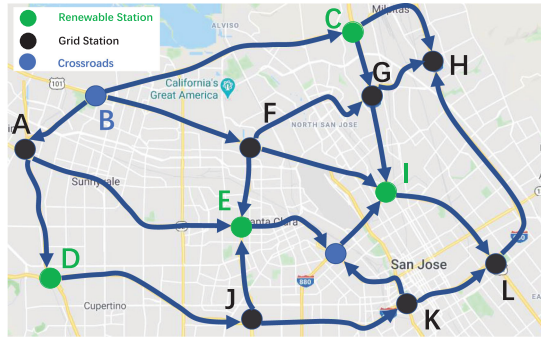 Renewable Station
Grid Station
Crossroads
ALVISO
Milpitas
C
H
G
101
B
California's
Great America
F
NORTH SAN JOSE
A
Sunnyvale
E
Santa Clara
I
D
San Jose
880
Cupertino
J
K
L